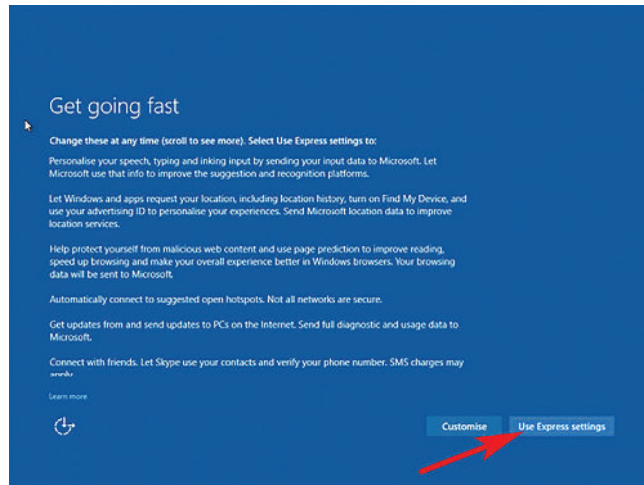 Get going fast
Change these at any time (scroll to see more). Select Use Express settings to:
Personalise your speech, typing and inking input by sending your input data to Microsoft. Let
Microsoft use that info to improve the suggestion and recognition platforms.
Let Windows and apps request your location, including location history, turn on Find My Device, and
use your advertising ID to personalise your experiences. Send Microsoft location data to improve
location services.
Help protect yourself from malicious web content and use page prediction to improve reading,
speed up browsing and make your overall experience better in Windows browsers. Your browsing
data will be sent to Microsoft.
Automatically connect to suggested open hotspots. Not all networks are secure.
Get updates from and send updates to PCs on the Internet. Send full diagnostic and usage data to
Microsoft.
Connect with friends. Let Skype use your contacts and verify your phone number. SMS charges may
apply.
Learn more
Customise
Use Express settings